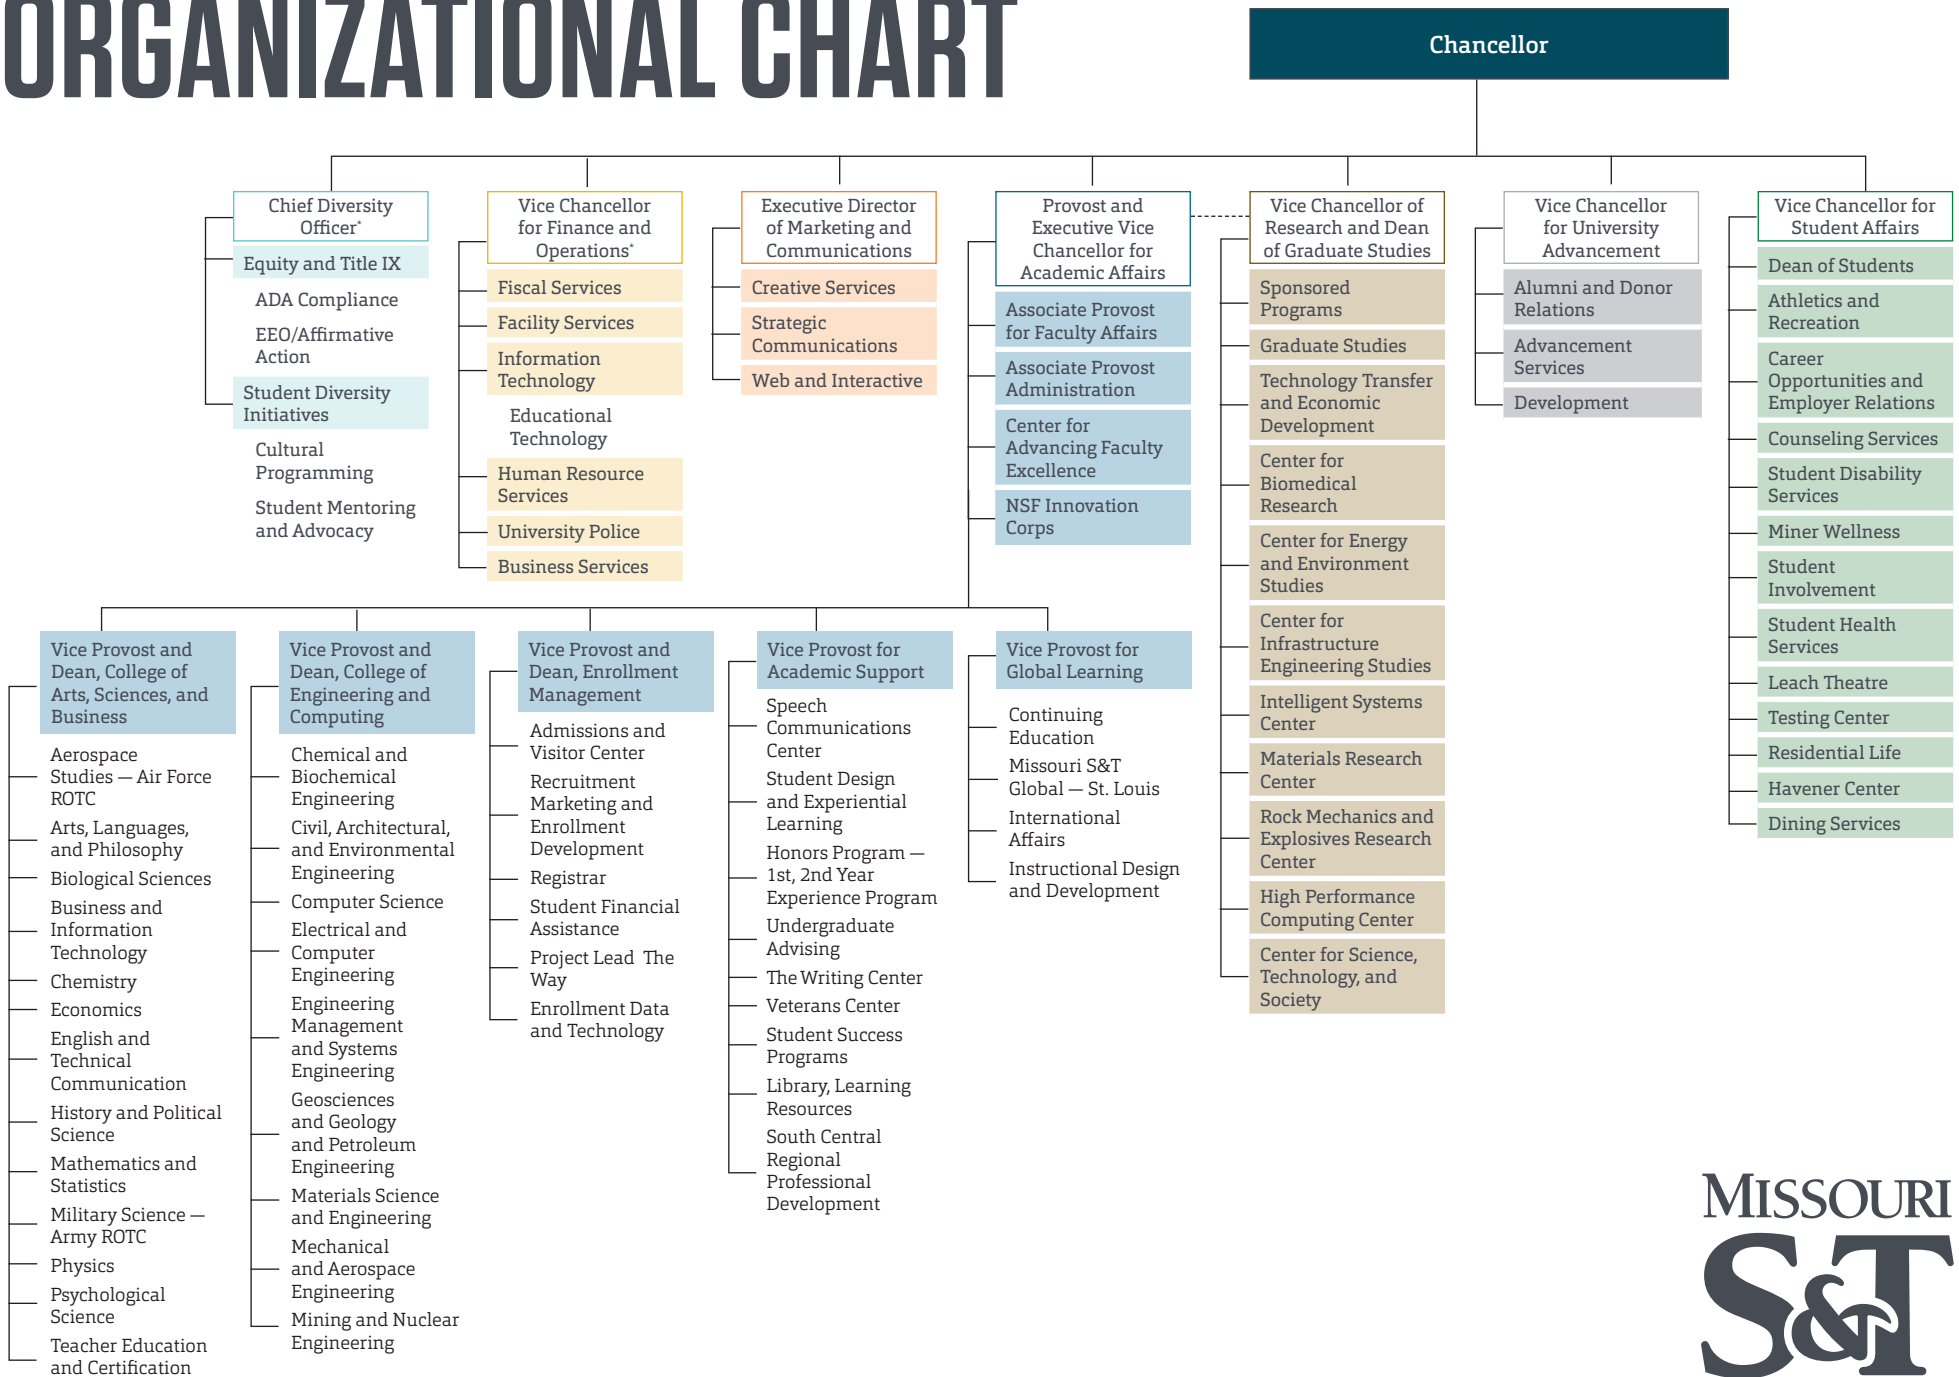 ORGANIZATIONAL CHART
Chancellor
Chief Diversity
Officer*
Equity and Title IX
ADA Compliance
EEO/Affirmative
Action
Student Diversity
Initiatives
Cultural
Programming
Student Mentoring
and Advocacy
Vice Chancellor
for Finance and
Operations*
Fiscal Services
Facility Services
Information
Technology
Educational
Technology
Human Resource
Services
University Police
Business Services
Executive Director
of Marketing and
Communications
Creative Services
Strategic
Communications
Web and Interactive
Provost and
Executive Vice
Chancellor for
Academic Affairs
Associate Provost
for Faculty Affairs
Associate Provost
Administration
Center for
Advancing Faculty
Excellence
NSF Innovation
Corps
Vice Chancellor of
Research and Dean
of Graduate Studies
Sponsored
Programs
Graduate Studies
Technology Transfer
and Economic
Development
Center for
Biomedical
Research
Center for Energy
and Environment
Studies
Center for
Infrastructure
Engineering Studies
Intelligent Systems
Center
Materials Research
Center
Rock Mechanics and
Explosives Research
Center
High Performance
Computing Center
Center for Science,
Technology, and
Society
Vice Chancellor
for University
Advancement
Alumni and Donor
Relations
Advancement
Services
Development
Vice Chancellor for
Student Affairs
Dean of Students
Athletics and
Recreation
Career
Opportunities and
Employer Relations
Counseling Services
Student Disability
Services
Miner Wellness
Student
Involvement
Student Health
Services
Leach Theatre
Testing Center
Residential Life
Havener Center
Dining Services
Vice Provost and
Dean, College of
Arts, Sciences, and
Business
Aerospace
Studies — Air Force
ROTC
Arts, Languages,
and Philosophy
Biological Sciences
Business and
Information
Technology
Chemistry
Economics
English and
Technical
Communication
History and Political
Science
Mathematics and
Statistics
Military Science —
Army ROTC
Physics
Psychological
Science
Teacher Education
and Certification
Vice Provost and
Dean, College of
Engineering and
Computing
Chemical and
Biochemical
Engineering
Civil, Architectural,
and Environmental
Engineering
Computer Science
Electrical and
Computer
Engineering
Engineering
Management
and Systems
Engineering
Geosciences
and Geology
and Petroleum
Engineering
Materials Science
and Engineering
Mechanical
and Aerospace
Engineering
Mining and Nuclear
Engineering
Vice Provost and
Dean, Enrollment
Management
Admissions and
Visitor Center
Recruitment
Marketing and
Enrollment
Development
Registrar
Student Financial
Assistance
Project Lead The
Way
Enrollment Data
and Technology
Vice Provost for
Academic Support
Speech
Communications
Center
Student Design
and Experiential
Learning
Honors Program —
1st, 2nd Year
Experience Program
Undergraduate
Advising
The Writing Center
Veterans Center
Student Success
Programs
Library, Learning
Resources
South Central
Regional
Professional
Development
Vice Provost for
Global Learning
Continuing
Education
Missouri S&T
Global — St. Louis
International
Affairs
Instructional Design
and Development
MISSOURI
S&T